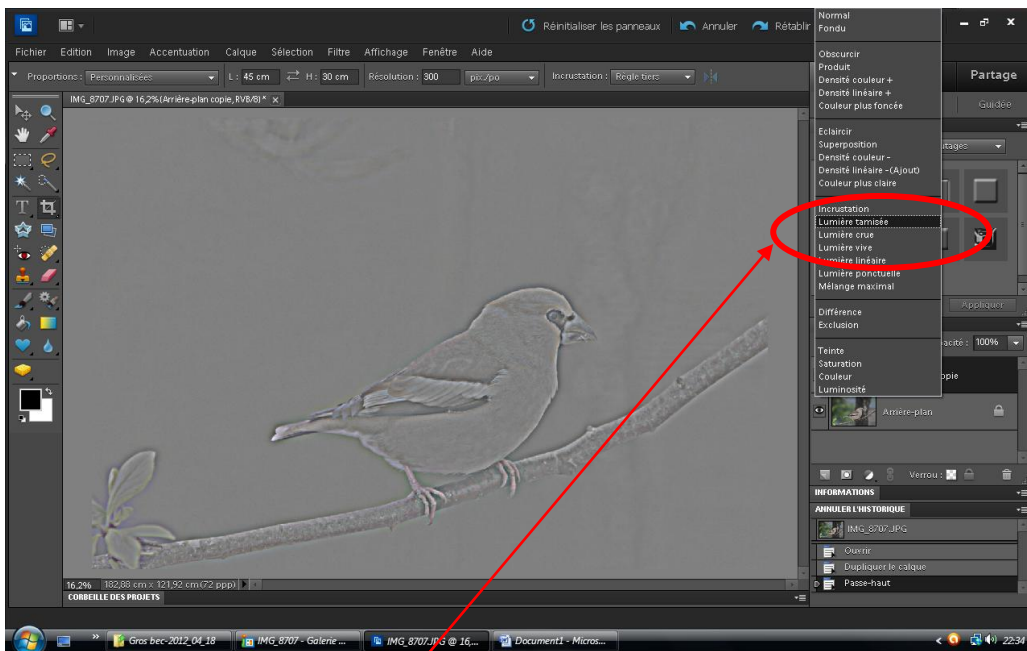 Réinitialiser les panneaux Annuler Rétablir
Fichier Edition Image Accentuation Calque Sélection Filtre Affichage Fenêtre Aide
Proportions : Personnalisées L : 45 cm H : 30 cm Résolution : 300 pix./po Incrustation : Règle tiers
IMG_8707.JPG @ 16,2% (Arrière-plan copie, RVB/8) * x
T
16,2% 182,88 cm x 121,92 cm (72 ppp)
CORBEILLE DES PROJETS
Normal
Fondu
Obscurcir
Produit
Densité couleur +
Densité linéaire +
Couleur plus foncée
Eclaircir
Superposition
Densité couleur -
Densité linéaire -(Ajout)
Couleur plus claire
Incrustation
Lumière tamisée
Lumière crue
Lumière vive
Lumière linéaire
Lumière ponctuelle
Mélange maximal
Différence
Exclusion
Teinte
Saturation
Couleur
Luminosité
Partage
Guidée
Appliquer
acité : 100%
opie
Arrière-plan
Verrou :
INFORMATIONS
ANNULER L'HISTORIQUE
IMG_8707.JPG
Ouvrir
Dupliquer le calque
Passe-haut
Gros bec-2012_04_18 IMG_8707 - Galerie ... IMG_8707.JPG @ 16,... Document1 - Micros... 22:34